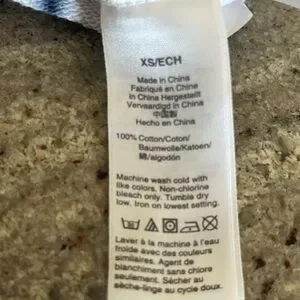 XS/ECH
Made in China
Fabriqué en Chine
in China Hergestellt
Vervaardigd in China
中国製
Hecho en China
100% Cotton/Coton/
Baumwolle/Katoen/
綿/algodón
Machine wash cold with
like colors. Non-chlorine
bleach only. Tumble dry
low. Iron on lowest setting.
Laver à la machine à l'eau
froide avec des couleurs
similaires. Agent de
blanchiment sans chlore
seulement. Sécher au
sèche-linge au cycle doux.